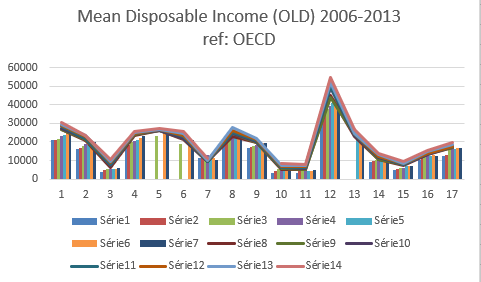 Mean Disposable Income (OLD) 2006-2013
ref: OECD
60000
50000
40000
30000
20000
10000
0
1 2 3 4 5 6 7 8 9 10 11 12 13 14 15 16 17
Série1 Série2 Série3 Série4 Série5
Série6 Série7 Série8 Série9 Série10
Série11 Série12 Série13 Série14